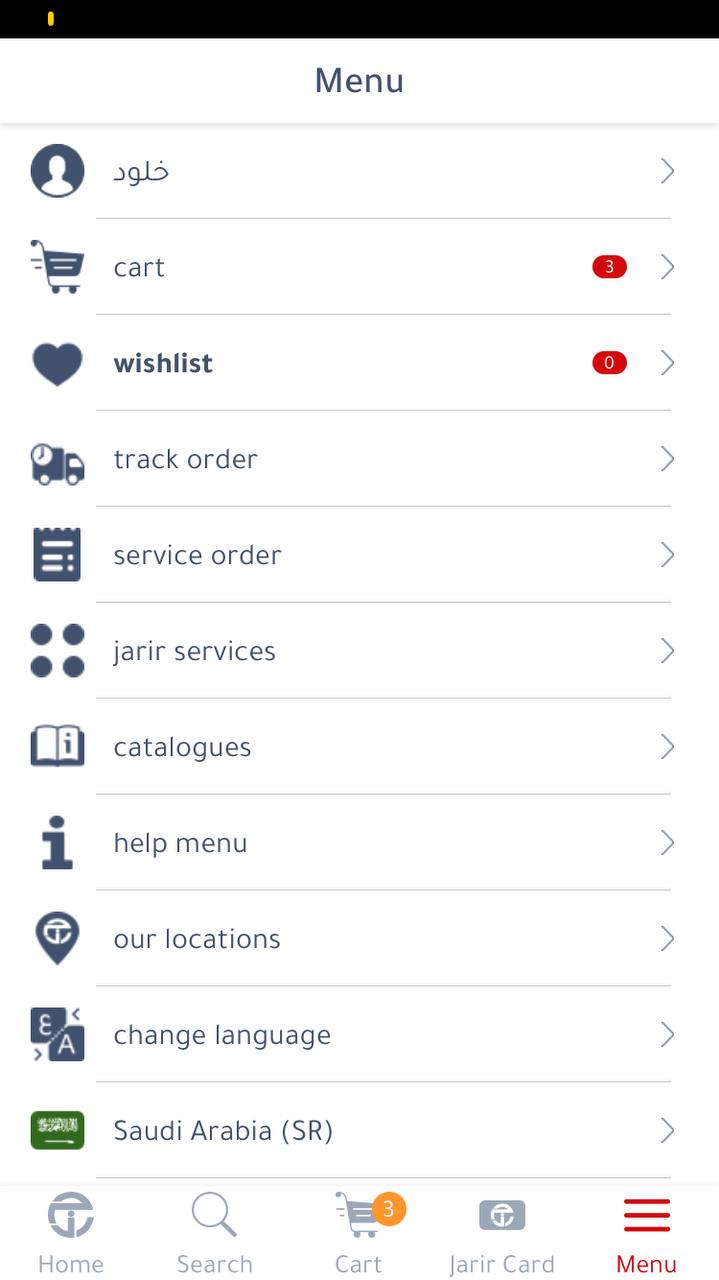 Menu
خلود
cart 3
wishlist 0
track order
service order
jarir services
catalogues
help menu
our locations
change language
Saudi Arabia (SR)
3
Home Search Cart Jarir Card Menu